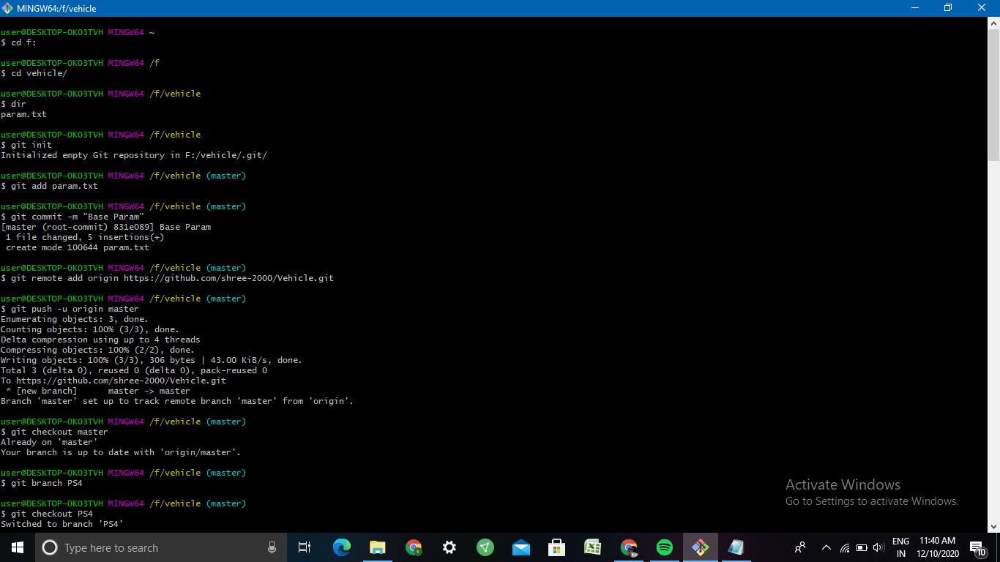 MINGW64:/f/vehicle
user@DESKTOP-OKO3TVH MINGW64 ~
$ cd f:
user@DESKTOP-OKO3TVH MINGW64 /f
$ cd vehicle/
user@DESKTOP-OKO3TVH MINGW64 /f/vehicle
$ dir
param.txt
user@DESKTOP-OKO3TVH MINGW64 /f/vehicle
$ git init
Initialized empty Git repository in F:/vehicle/.git/
user@DESKTOP-OKO3TVH MINGW64 /f/vehicle (master)
$ git add param.txt
user@DESKTOP-OKO3TVH MINGW64 /f/vehicle (master)
$ git commit -m "Base Param"
[master (root-commit) 831e089] Base Param
 1 file changed, 5 insertions(+)
 create mode 100644 param.txt
user@DESKTOP-OKO3TVH MINGW64 /f/vehicle (master)
$ git remote add origin https://github.com/shree-2000/Vehicle.git
user@DESKTOP-OKO3TVH MINGW64 /f/vehicle (master)
$ git push -u origin master
Enumerating objects: 3, done.
Counting objects: 100% (3/3), done.
Delta compression using up to 4 threads
Compressing objects: 100% (2/2), done.
Writing objects: 100% (3/3), 306 bytes | 43.00 KiB/s, done.
Total 3 (delta 0), reused 0 (delta 0), pack-reused 0
To https://github.com/shree-2000/Vehicle.git
 * [new branch]      master -> master
Branch 'master' set up to track remote branch 'master' from 'origin'.
user@DESKTOP-OKO3TVH MINGW64 /f/vehicle (master)
$ git checkout master
Already on 'master'
Your branch is up to date with 'origin/master'.
user@DESKTOP-OKO3TVH MINGW64 /f/vehicle (master)
$ git branch PS4
user@DESKTOP-OKO3TVH MINGW64 /f/vehicle (master)
$ git checkout PS4
Switched to branch 'PS4'
Activate Windows
Go to Settings to activate Windows.
Type here to search
ENG
IN
11:40 AM
12/10/2020
10